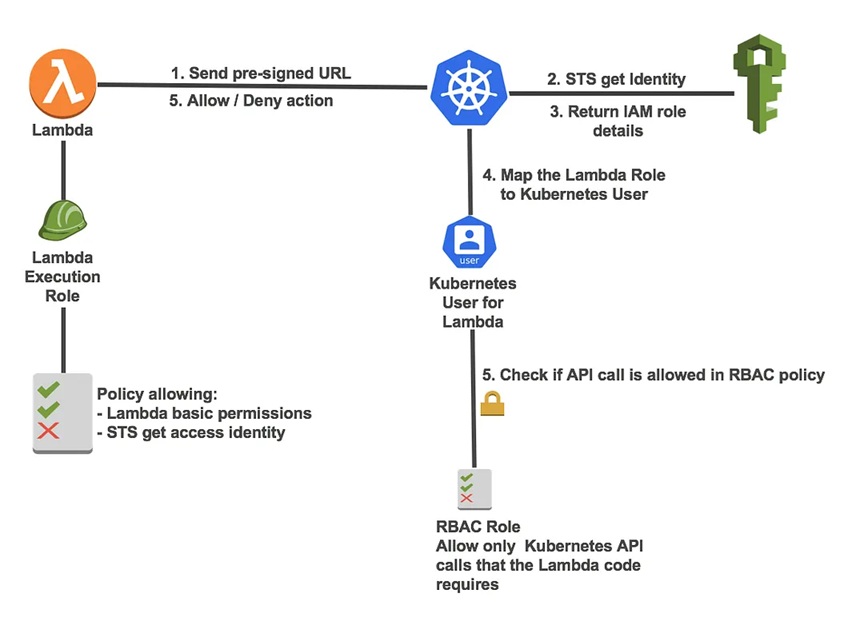 1. Send pre-signed URL
5. Allow / Deny action
Lambda
2. STS get Identity
3. Return IAM role
details
4. Map the Lambda Role
to Kubernetes User
user
Lambda
Execution
Role
Kubernetes
User for
Lambda
5. Check if API call is allowed in RBAC policy
Policy allowing:
- Lambda basic permissions
- STS get access identity
RBAC Role
Allow only Kubernetes API
calls that the Lambda code
requires